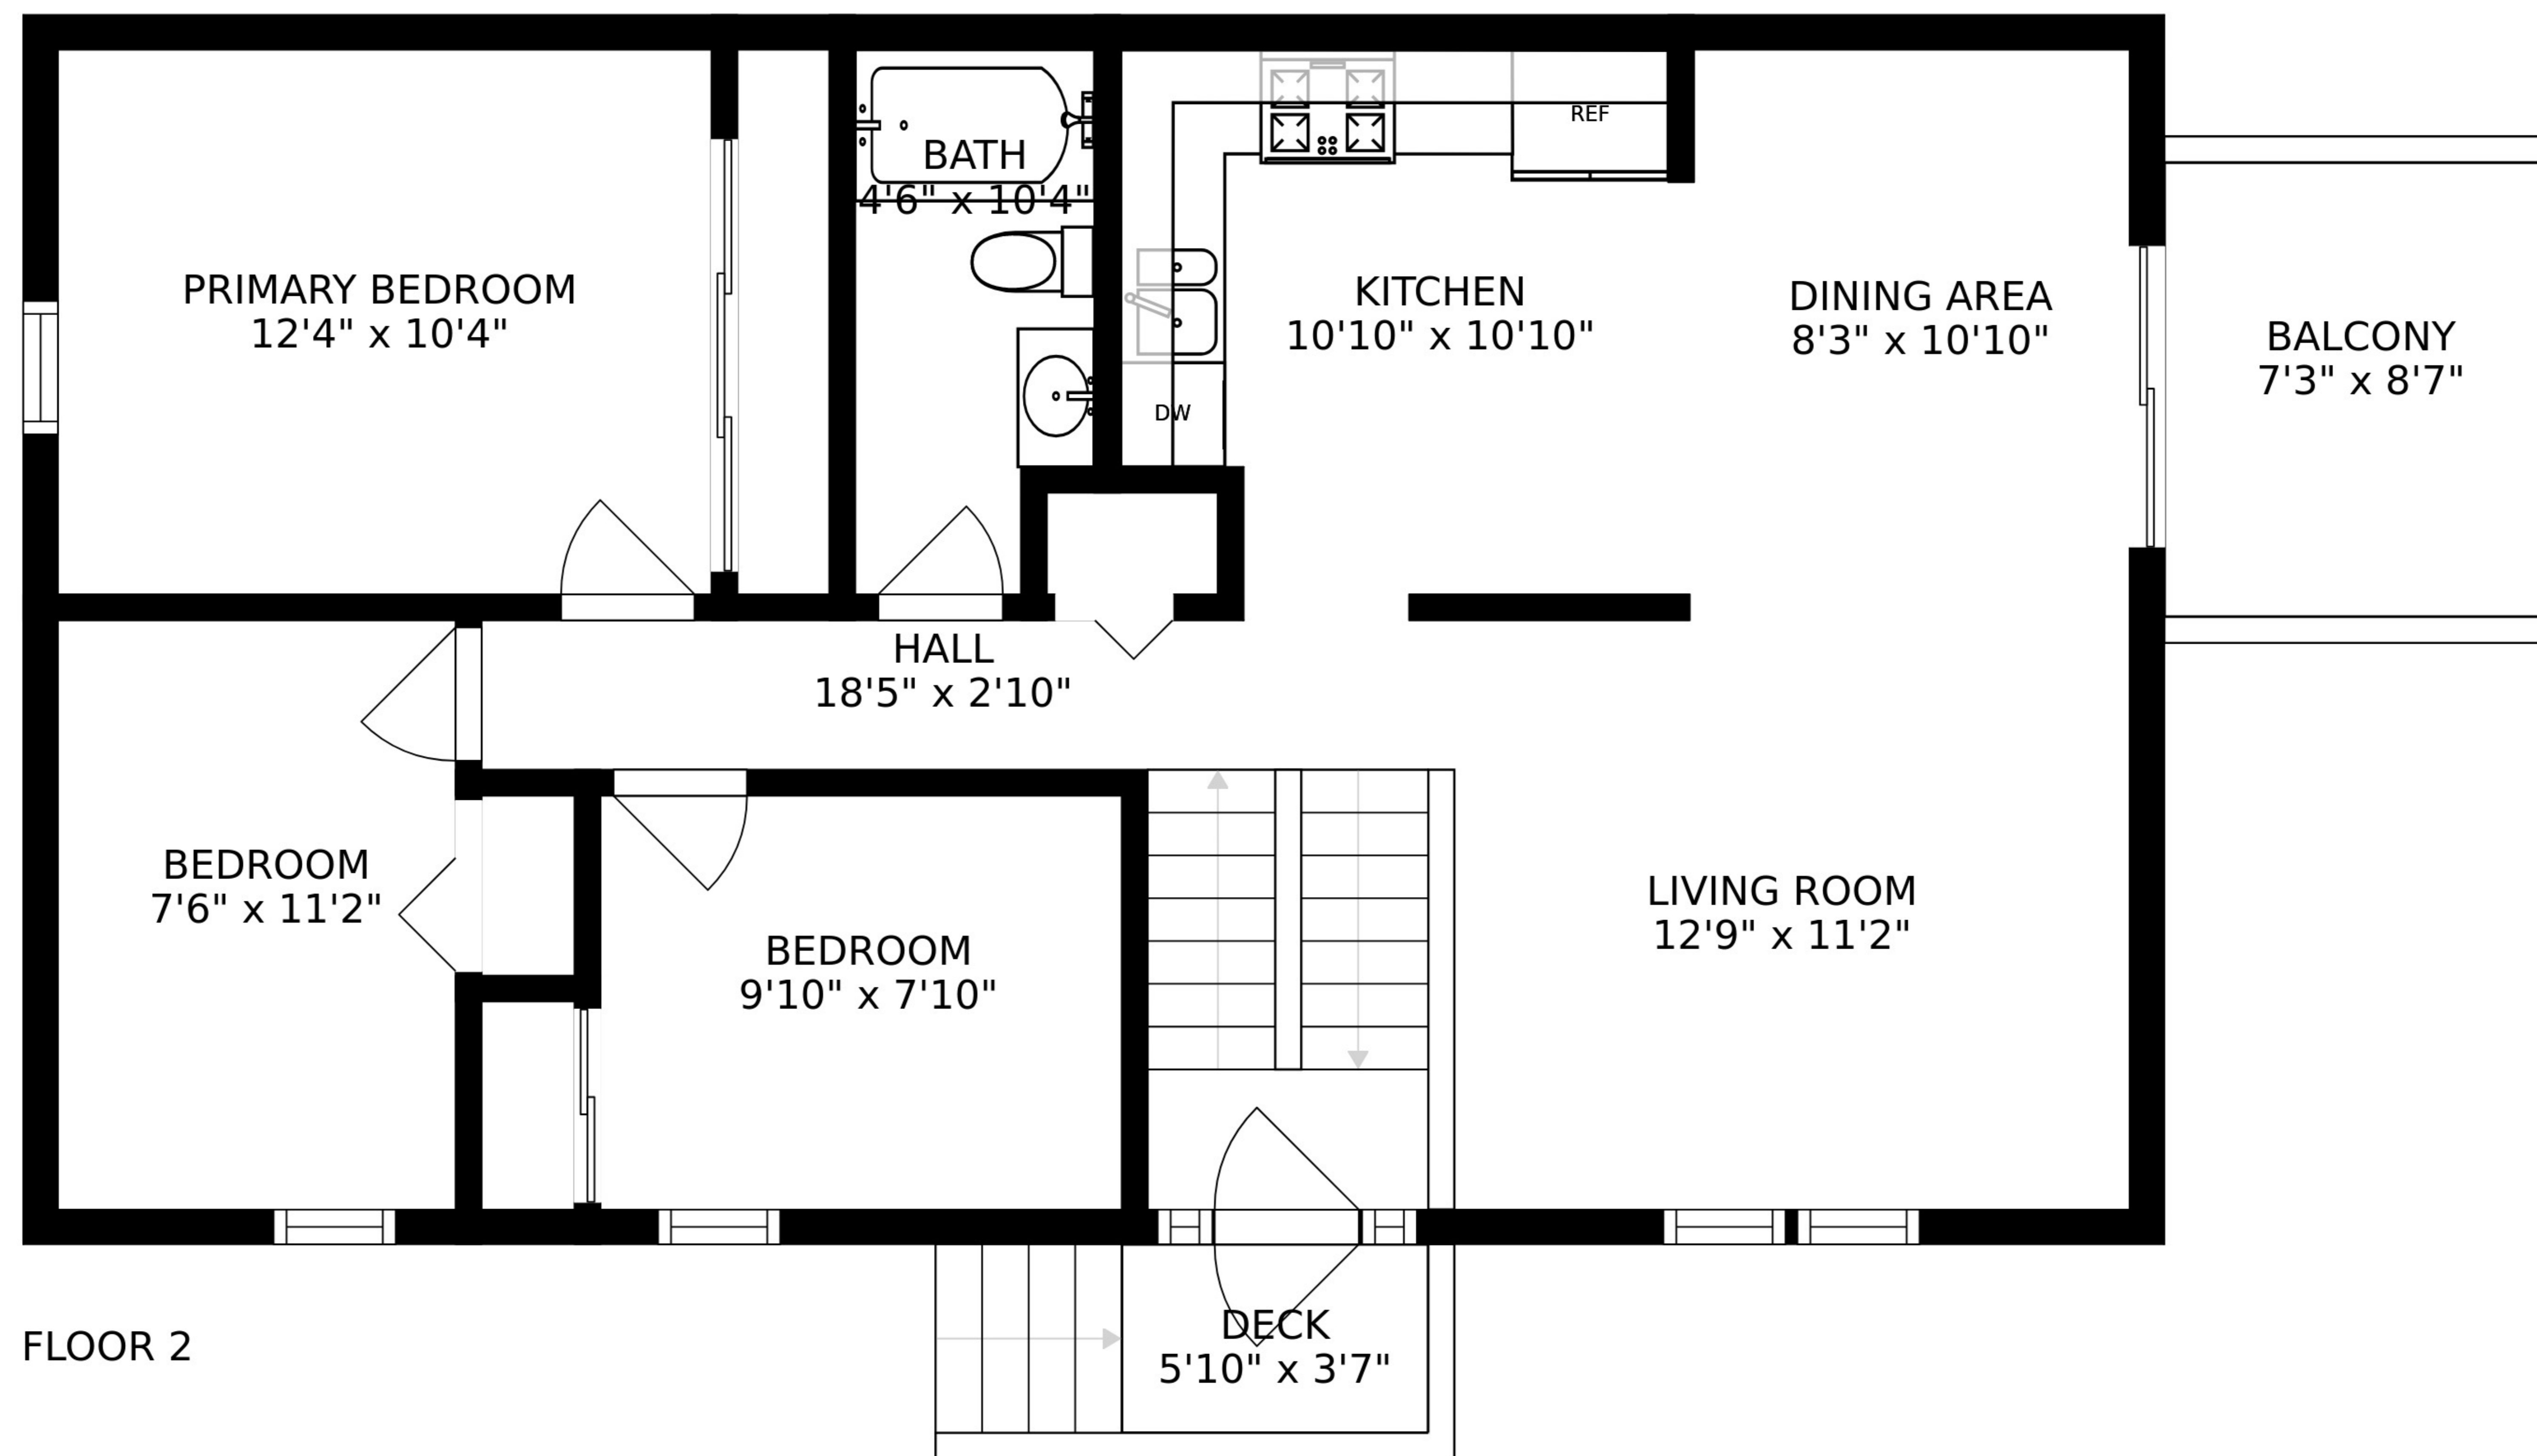 BATH
4'6" x 10'4"
REF
PRIMARY BEDROOM
12'4" x 10'4"
KITCHEN
10'10" x 10'10"
DINING AREA
8'3" x 10'10"
BALCONY
7'3" x 8'7"
DW
HALL
18'5" x 2'10"
BEDROOM
7'6" x 11'2"
BEDROOM
9'10" x 7'10"
LIVING ROOM
12'9" x 11'2"
DECK
5'10" x 3'7"
FLOOR 2